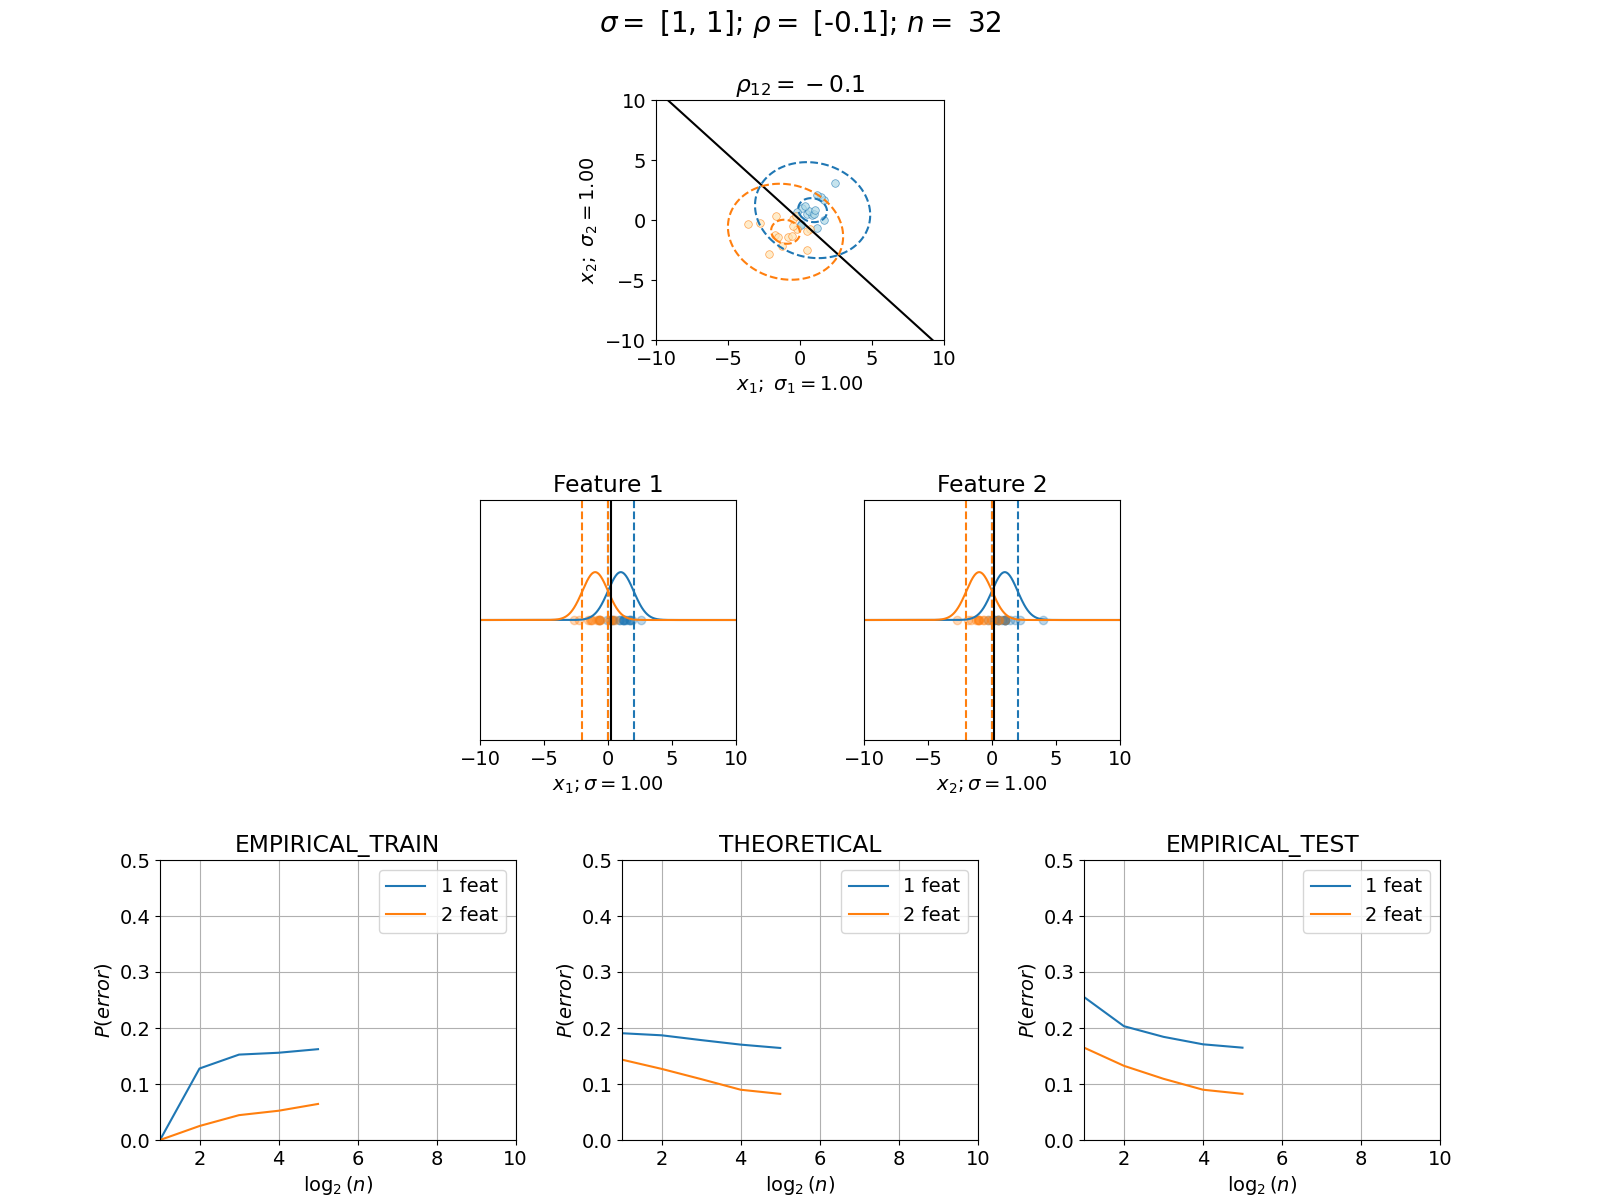 σ = [1, 1]; ρ = [-0.1]; n = 32
ρ₁₂ = −0.1
10
5
0
−5
−10
x₂; σ₂ = 1.00
−10 −5 0 5 10
x₁; σ₁ = 1.00
Feature 1
−10 −5 0 5 10
x₁; σ = 1.00
Feature 2
−10 −5 0 5 10
x₂; σ = 1.00
EMPIRICAL_TRAIN
0.5
0.4
0.3
0.2
0.1
0.0
P(error)
1 feat
2 feat
2 4 6 8 10
log₂(n)
THEORETICAL
0.5
0.4
0.3
0.2
0.1
0.0
P(error)
1 feat
2 feat
2 4 6 8 10
log₂(n)
EMPIRICAL_TEST
0.5
0.4
0.3
0.2
0.1
0.0
P(error)
1 feat
2 feat
2 4 6 8 10
log₂(n)